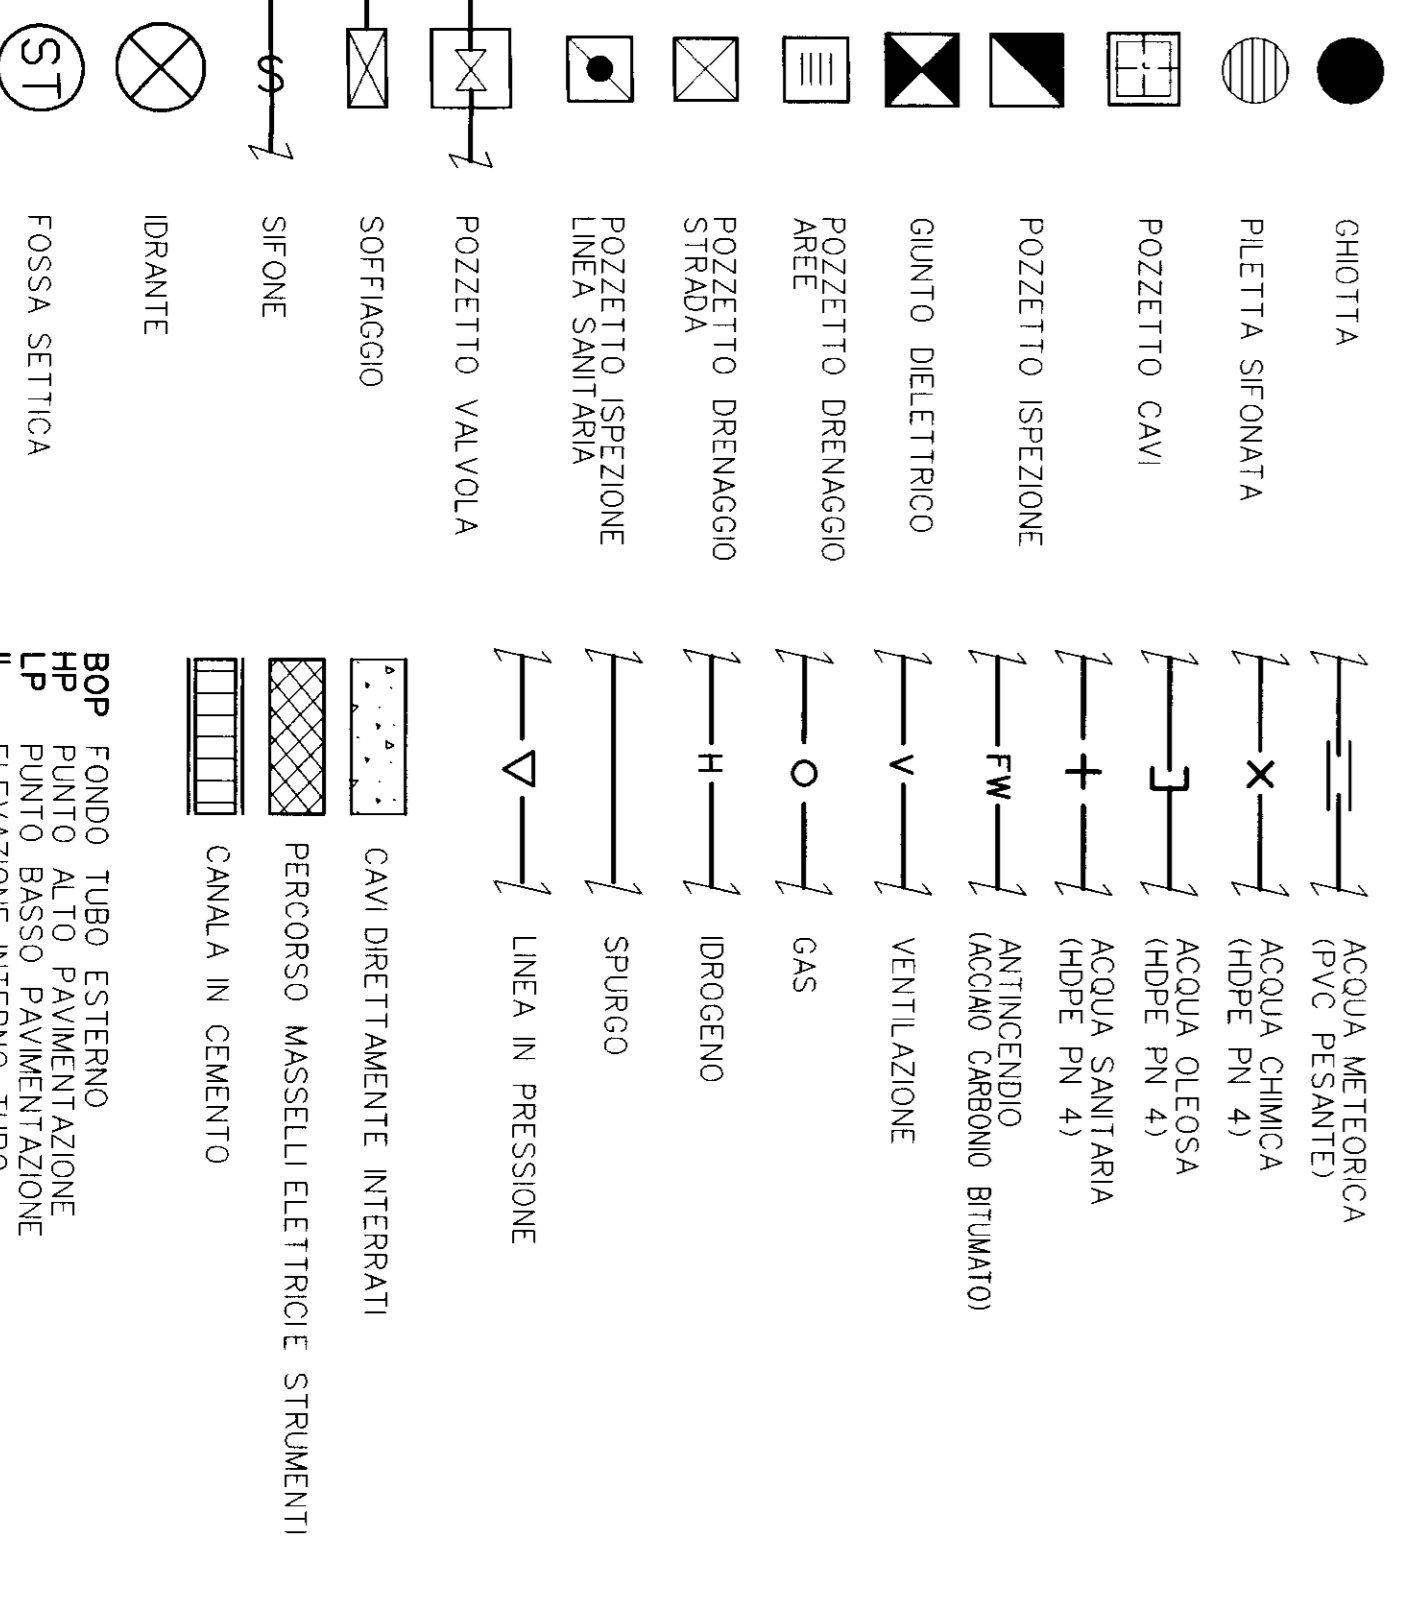 GHIOTTA
PILETTA SIFONATA
POZZETTO CAVI
POZZETTO ISPEZIONE
GIUNTO DIELETTRICO
POZZETTO DRENAGGIO
AREE
POZZETTO DRENAGGIO
STRADA
POZZETTO ISPEZIONE
LINEA SANITARIA
POZZETTO VALVOLA
SOFFIAGGIO
S
SIFONE
IDRANTE
ST
FOSSA SETTICA
ACQUA METEORICA
(PVC PESANTE)
ACQUA CHIMICA
(HDPE PN 4)
ACQUA OLEOSA
(HDPE PN 4)
ACQUA SANITARIA
(HDPE PN 4)
FW
ANTINCENDIO
(ACCIAIO CARBONIO BITUMATO)
V
VENTILAZIONE
GAS
H
IDROGENO
SPURGO
LINEA IN PRESSIONE
CAVI DIRETTAMENTE INTERRATI
PERCORSO MASSELLI ELETTRICI E STRUMENTI
CANALA IN CEMENTO
BOP FONDO TUBO ESTERNO
HP PUNTO ALTO PAVIMENTAZIONE
LP PUNTO BASSO PAVIMENTAZIONE
ELEVAZIONE INTERNO TUBO